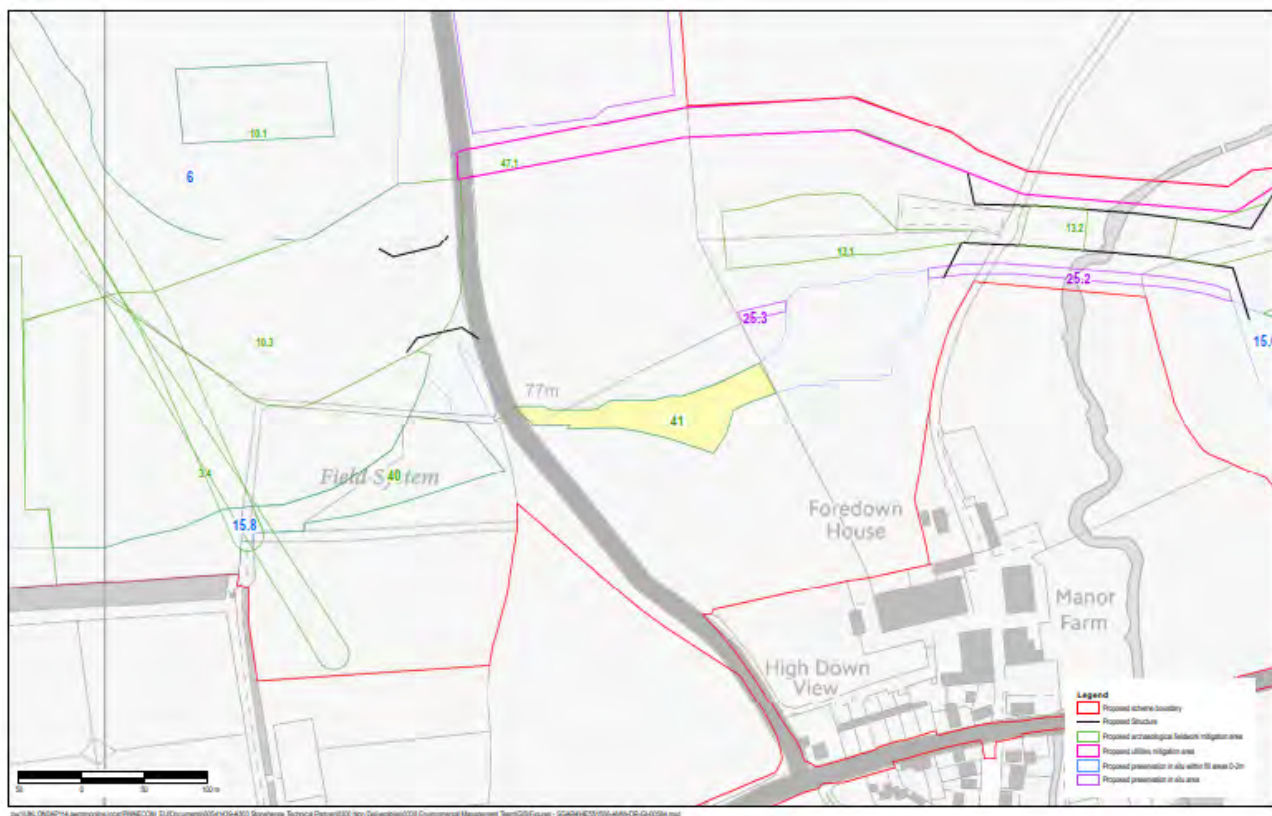 10.1
6
47.1
13.2
13.1
25.2
25.3
15.
10.3
77m
41
3.4
Field System
40
15.8
Foredown
House
Manor
Farm
High Down
View
Legend
Proposed scheme boundary
Proposed Structure
Proposed archaeological fieldwork mitigation area
Proposed utilities mitigation area
Proposed preservation in situ within fill areas 0-2m
Proposed preservation in situ area
50 0 50 100 m